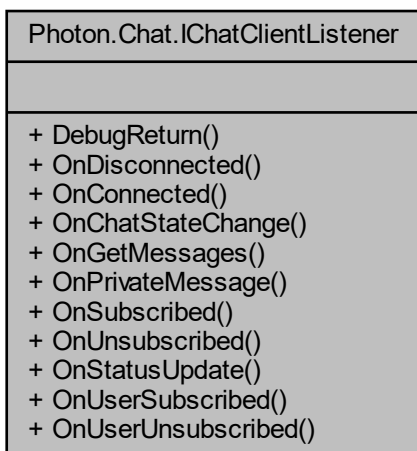 Photon.Chat.IChatClientListener
+ DebugReturn()
+ OnDisconnected()
+ OnConnected()
+ OnChatStateChange()
+ OnGetMessages()
+ OnPrivateMessage()
+ OnSubscribed()
+ OnUnsubscribed()
+ OnStatusUpdate()
+ OnUserSubscribed()
+ OnUserUnsubscribed()